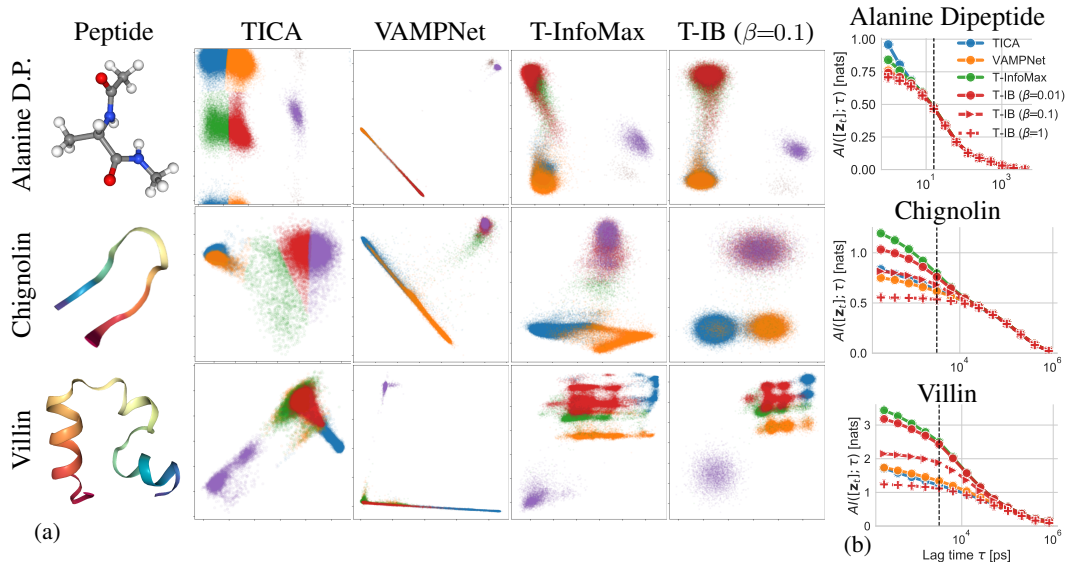 Peptide
TICA
VAMPNet
T-InfoMax
T-IB (β=0.1)
Alanine D.P.
Chignolin
Villin
(a)
Alanine Dipeptide
1.00
0.75
0.50
0.25
0.00
AI([z_t]; τ) [nats]
TICA
VAMPNet
T-InfoMax
T-IB (β=0.01)
T-IB (β=0.1)
T-IB (β=1)
10¹
10³
Chignolin
1.0
0.5
0.0
AI([z_t]; τ) [nats]
10⁴
10⁶
Villin
3
2
1
0
AI([z_t]; τ) [nats]
10⁴
10⁶
Lag time τ [ps]
(b)